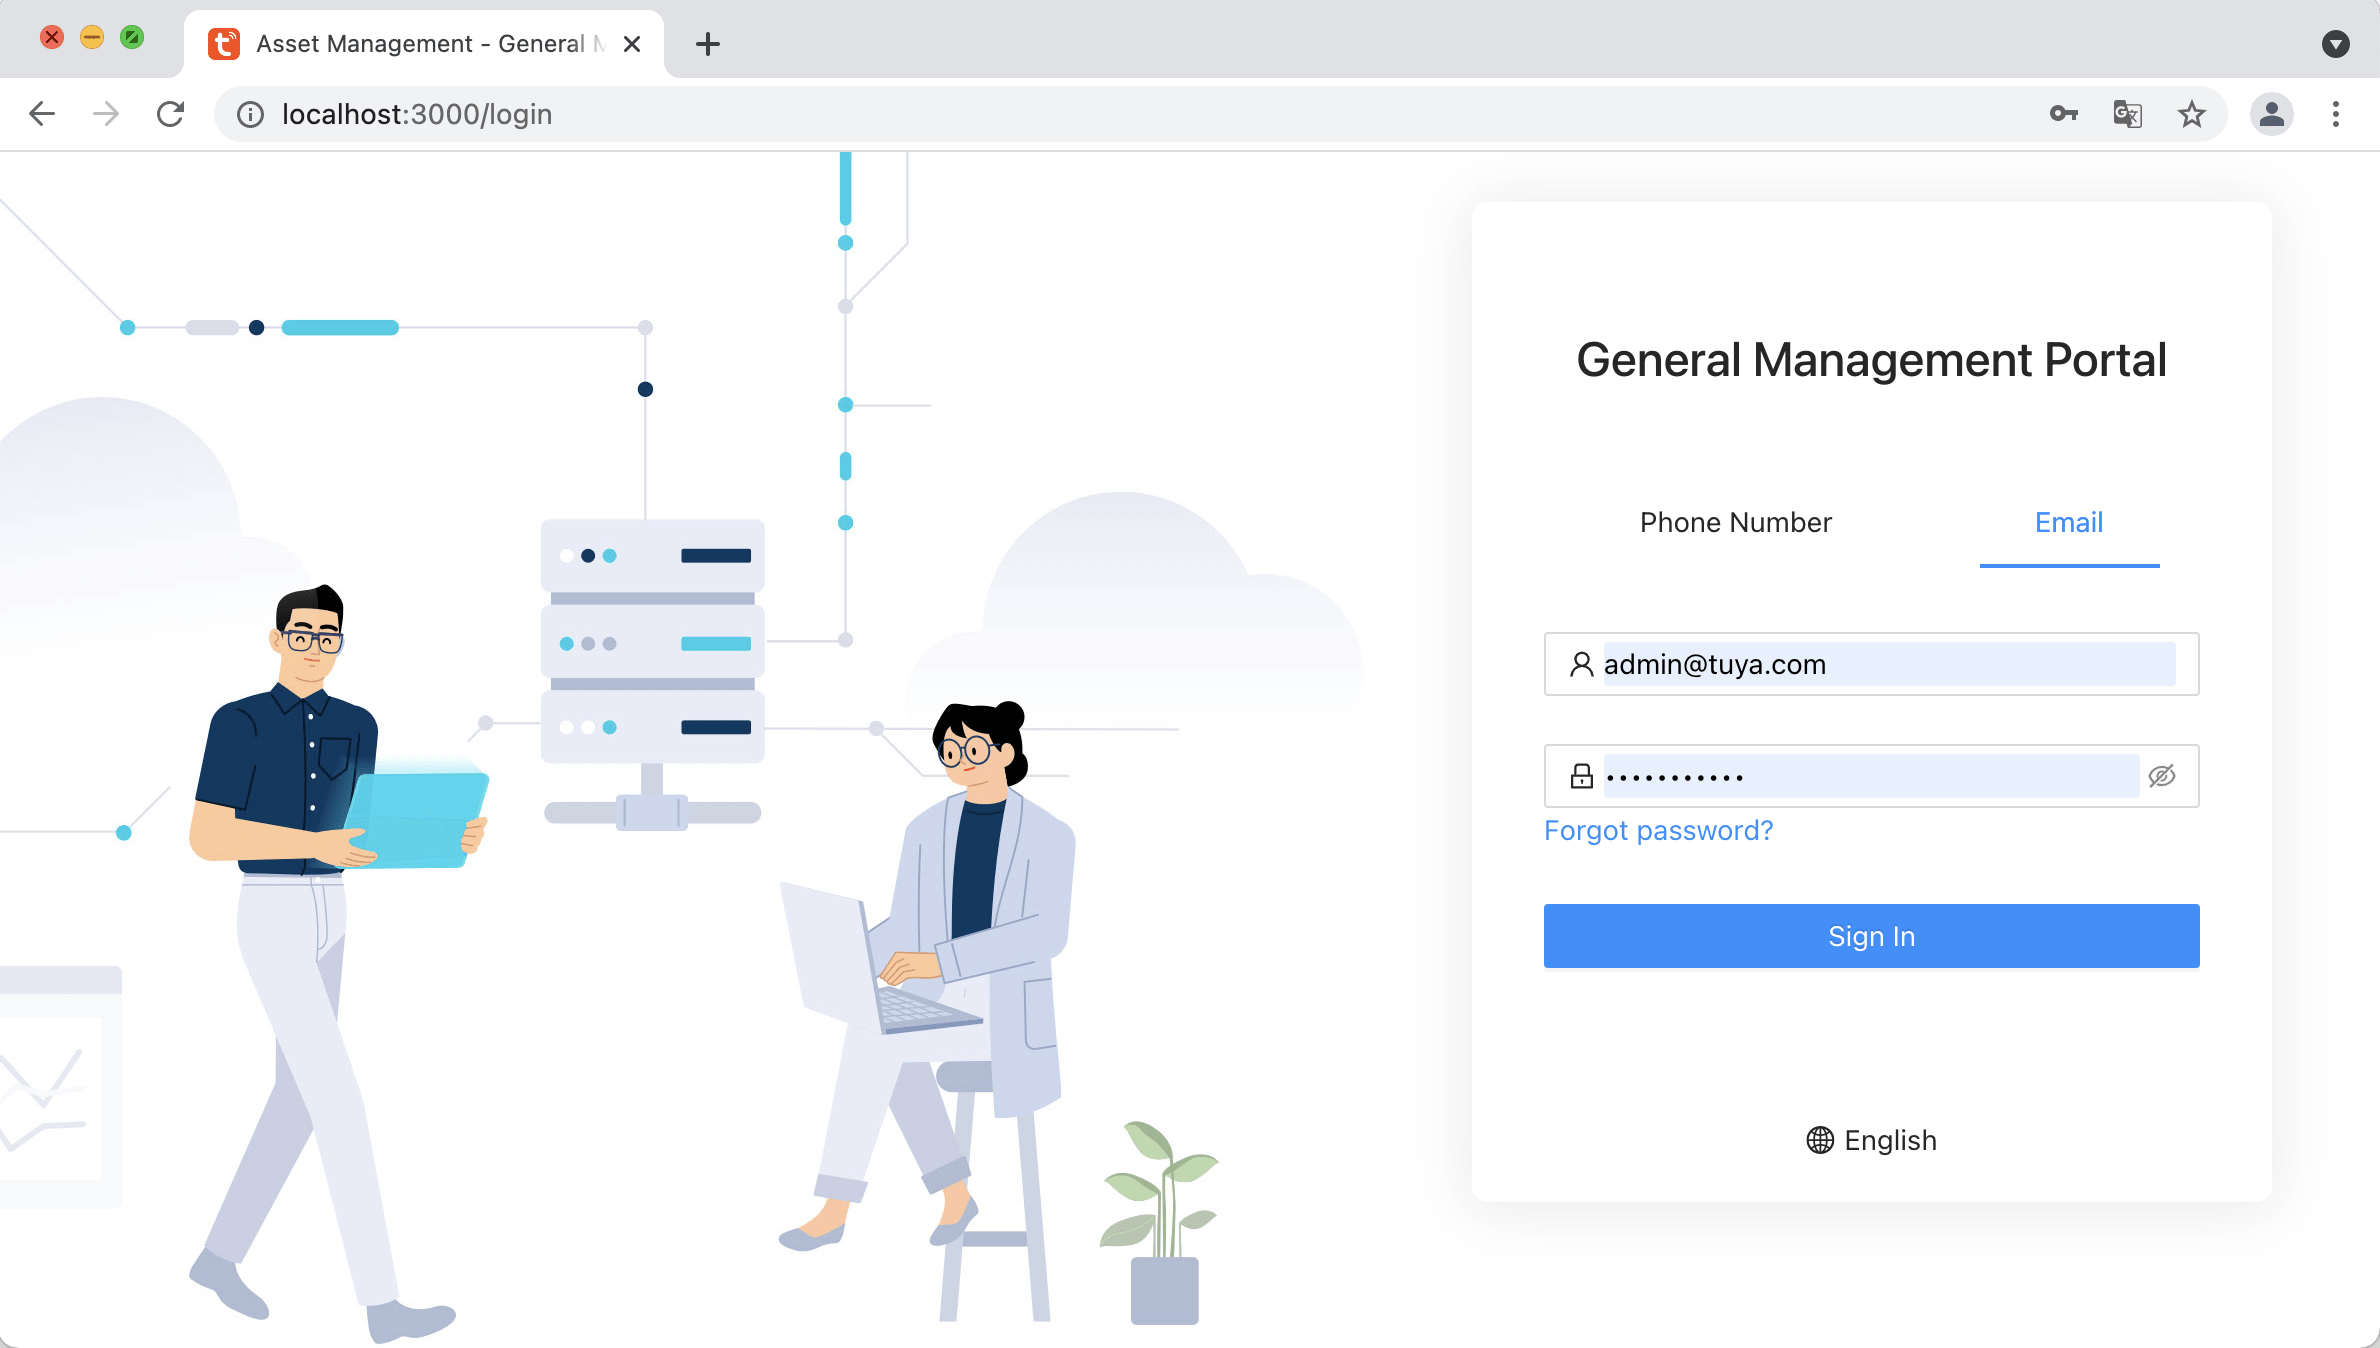 Asset Management - General M
localhost:3000/login
General Management Portal
Phone Number
Email
admin@tuya.com
•••••••••••
Forgot password?
Sign In
English